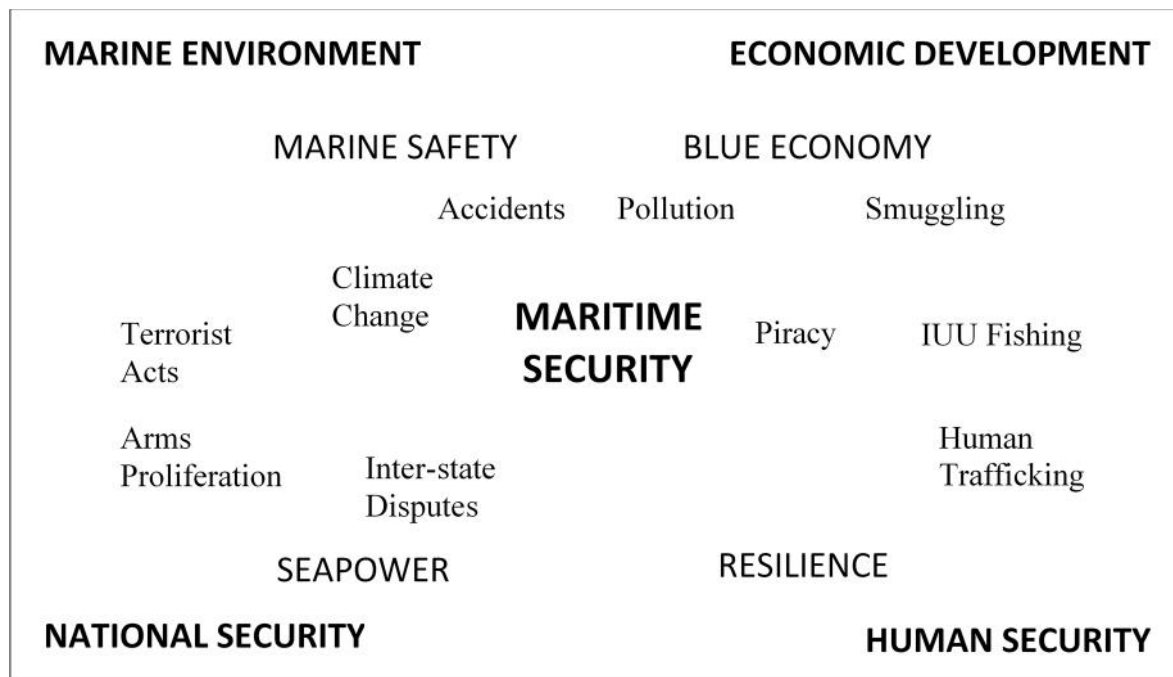 MARINE ENVIRONMENT
ECONOMIC DEVELOPMENT
MARINE SAFETY
BLUE ECONOMY
Accidents
Pollution
Smuggling
Climate
Change
Terrorist
Acts
MARITIME
SECURITY
Piracy
IUU Fishing
Arms
Proliferation
Inter-state
Disputes
Human
Trafficking
SEAPOWER
RESILIENCE
NATIONAL SECURITY
HUMAN SECURITY